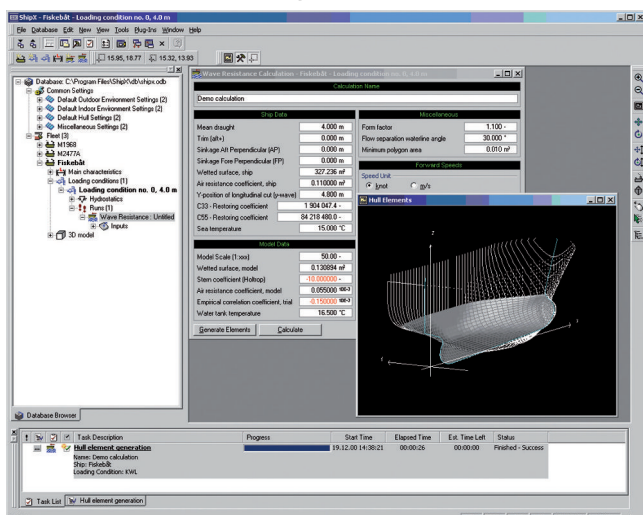 ShipX - Fiskebåt - Loading condition no. 0, 4.0 m
File Database Edit New View Tools Plug-Ins Window Help
15.95, 18.77 15.32, 13.93
Database: C:\Program Files\ShipX\db\shipx.odb
Common Settings
Default Outdoor Environment Settings (2)
Default Indoor Environment Settings (2)
Default Hull Settings (2)
Miscellaneous Settings (2)
Fleet (3)
M1968
M2477A
Fiskebåt
Main characteristics
Loading conditions (1)
Loading condition no. 0, 4.0 m
Hydrostatics
Runs (1)
Wave Resistance : Untitled
Inputs
3D model
Database Browser
Wave Resistance Calculation - Fiskebåt - Loading condition no. 0, 4.0 m
Calculation Name
Demo calculation
Ship Data
Mean draught 4.000 m
Trim (alt+) 0.000 m
Sinkage Aft Perpendicular (AP) 0.000 m
Sinkage Fore Perpendicular (FP) 0.000 m
Wetted surface, ship 327.236 m²
Air resistance coefficient, ship 0.110000 m²
Y-position of longitudinal cut (y-wave) 4.800 m
C33 - Restoring coefficient 1 904 047.4 -
C55 - Restoring coefficient 84 218 480.0 -
Sea temperature 15.000 °C
Model Data
Model Scale (1:xxx) 50.00 -
Wetted surface, model 0.130894 m²
Stern coefficient (Holtrop) -10.000000 -
Air resistance coefficient, model 0.055000 10E-3
Empirical correlation coefficient, trial -0.150000 10E-3
Water tank temperature 16.500 °C
Generate Elements Calculate
Miscellaneous
Form factor 1.100 -
Flow separation waterline angle 30.000 °
Minimum polygon area 0.010 m²
Forward Speeds
Speed Unit
knot m/s
Hull Elements
z
x
Task Description Progress Start Time Elapsed Time Est. Time Left Status
Hull element generation 19.12.00 14:38:21 00:00:26 00:00:00 Finished - Success
Name: Demo calculation
Ship: Fiskebåt
Loading Condition: KWL
Task List Hull element generation